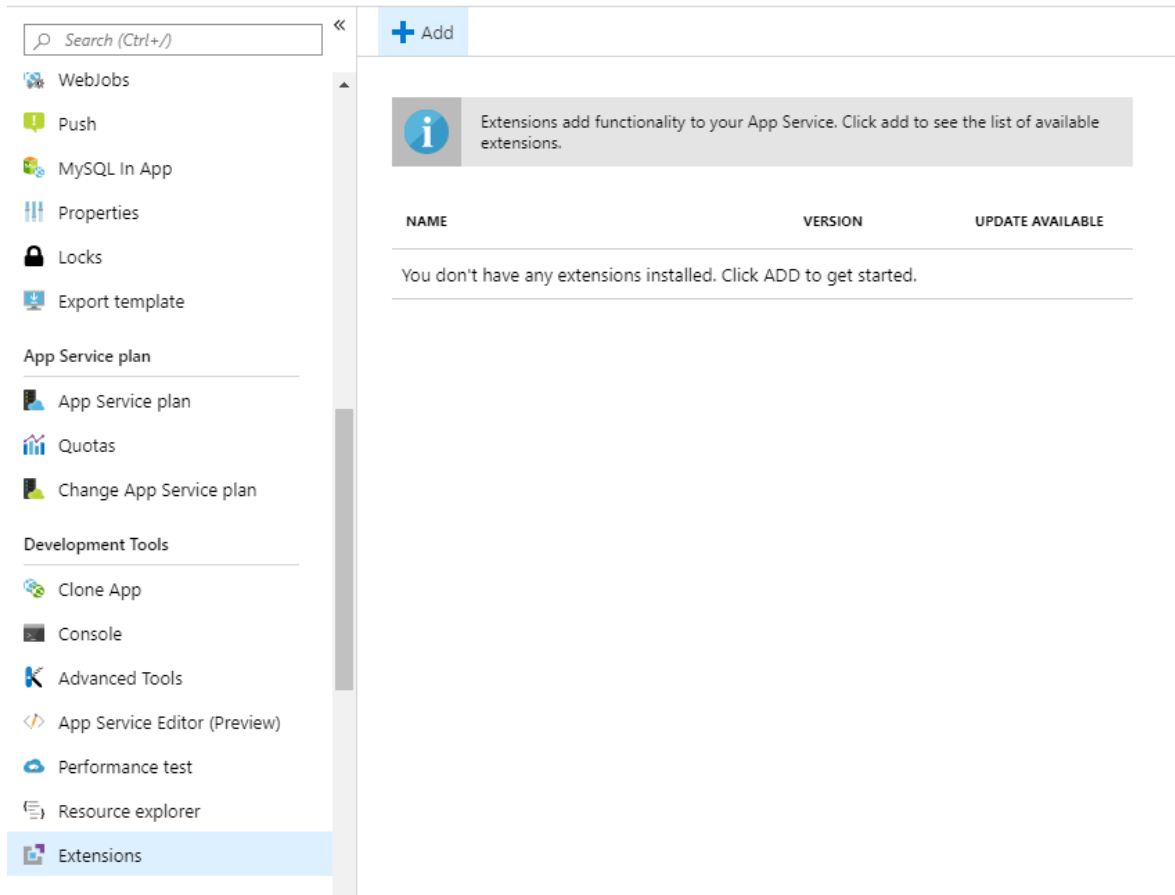 Search (Ctrl+/)
«
Add
WebJobs
Push
MySQL In App
Properties
Locks
Export template
App Service plan
App Service plan
Quotas
Change App Service plan
Development Tools
Clone App
Console
Advanced Tools
App Service Editor (Preview)
Performance test
Resource explorer
Extensions
Extensions add functionality to your App Service. Click add to see the list of available
extensions.
NAME VERSION UPDATE AVAILABLE
You don't have any extensions installed. Click ADD to get started.